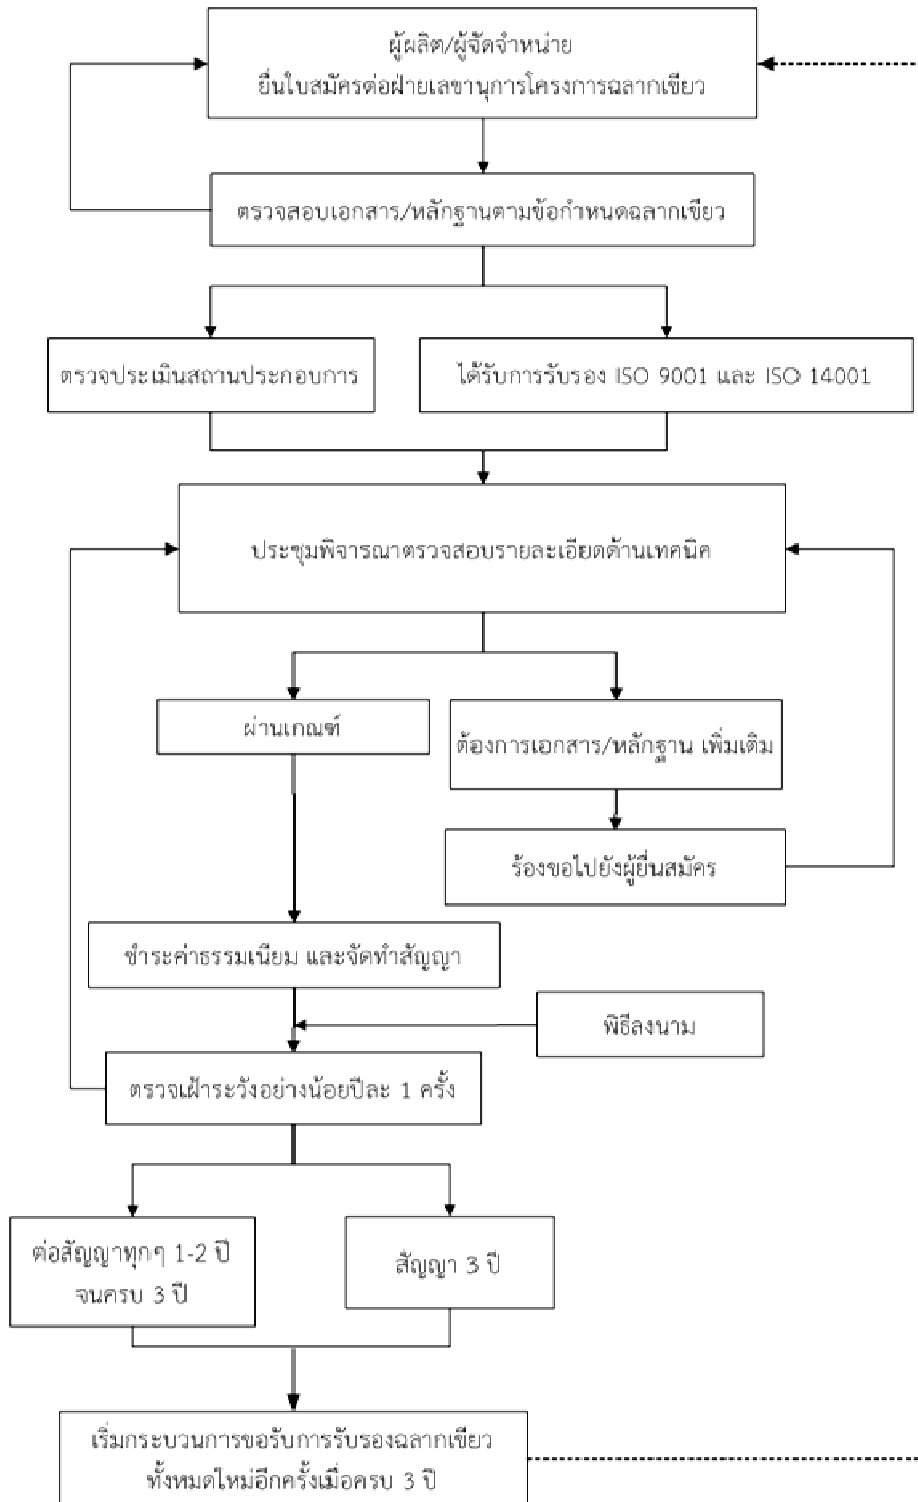 ผู้ผลิต/ผู้จัดจำหน่าย
ยื่นใบสมัครต่อฝ่ายเลขานุการโครงการฉลากเขียว
ตรวจสอบเอกสาร/หลักฐานตามข้อกำหนดฉลากเขียว
ตรวจประเมินสถานประกอบการ
ได้รับการรับรอง ISO 9001 และ ISO 14001
ประชุมพิจารณาตรวจสอบรายละเอียดด้านเทคนิค
ผ่านเกณฑ์
ต้องการเอกสาร/หลักฐาน เพิ่มเติม
ร้องขอไปยังผู้ยื่นสมัคร
ชำระค่าธรรมเนียม และจัดทำสัญญา
พิธีลงนาม
ตรวจเฝ้าระวังอย่างน้อยปีละ 1 ครั้ง
ต่อสัญญาทุกๆ 1-2 ปี
จนครบ 3 ปี
สัญญา 3 ปี
เริ่มกระบวนการขอรับการรับรองฉลากเขียว
ทั้งหมดใหม่อีกครั้งเมื่อครบ 3 ปี